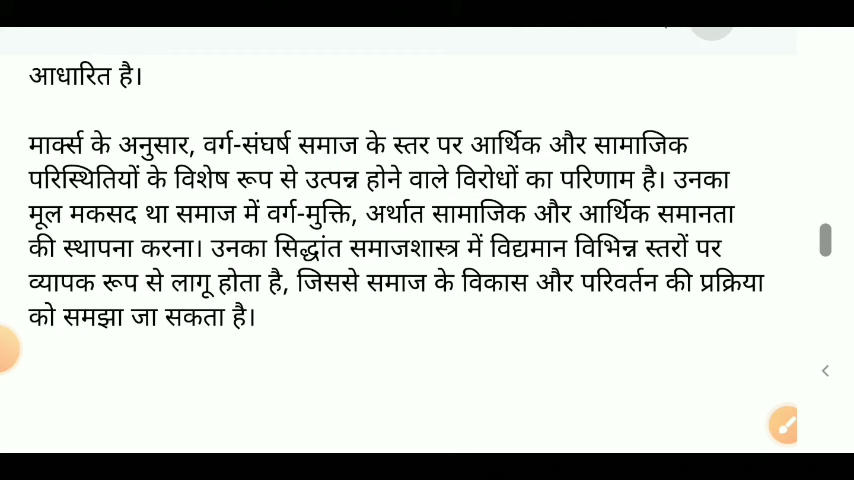 आधारित है।
मार्क्स के अनुसार, वर्ग-संघर्ष समाज के स्तर पर आर्थिक और सामाजिक
परिस्थितियों के विशेष रूप से उत्पन्न होने वाले विरोधों का परिणाम है। उनका
मूल मकसद था समाज में वर्ग-मुक्ति, अर्थात सामाजिक और आर्थिक समानता
की स्थापना करना। उनका सिद्धांत समाजशास्त्र में विद्यमान विभिन्न स्तरों पर
व्यापक रूप से लागू होता है, जिससे समाज के विकास और परिवर्तन की प्रक्रिया
को समझा जा सकता है।